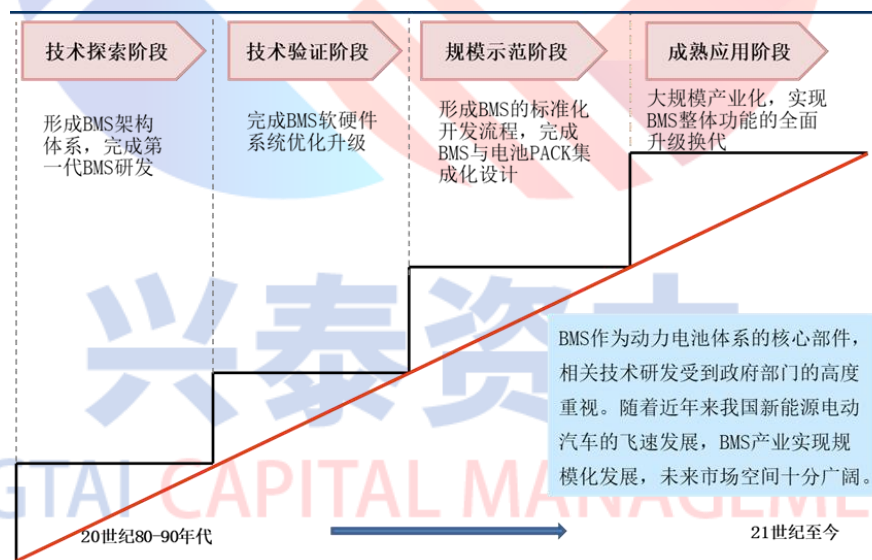 技术探索阶段
技术验证阶段
规模示范阶段
成熟应用阶段
形成BMS架构
体系，完成第
一代BMS研发
完成BMS软硬件
系统优化升级
形成BMS的标准化
开发流程，完成
BMS与电池PACK集
成化设计
大规模产业化，实现
BMS整体功能的全面
升级换代
BMS作为动力电池体系的核心部件，
相关技术研发受到政府部门的高度
重视。随着近年来我国新能源电动
汽车的飞速发展，BMS产业实现规
模化发展，未来市场空间十分广阔。
兴泰资本
GTAI CAPITAL MANAGEME
20世纪80-90年代
21世纪至今